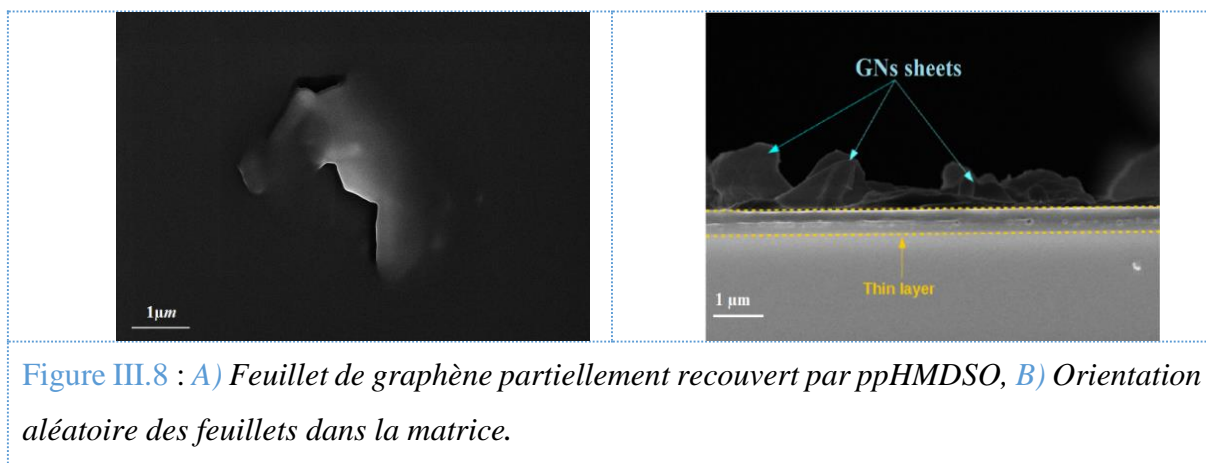 1μm
GNs sheets
Thin layer
1 μm
Figure III.8 : A) Feuillet de graphène partiellement recouvert par ppHMDSO, B) Orientation
aléatoire des feuillets dans la matrice.